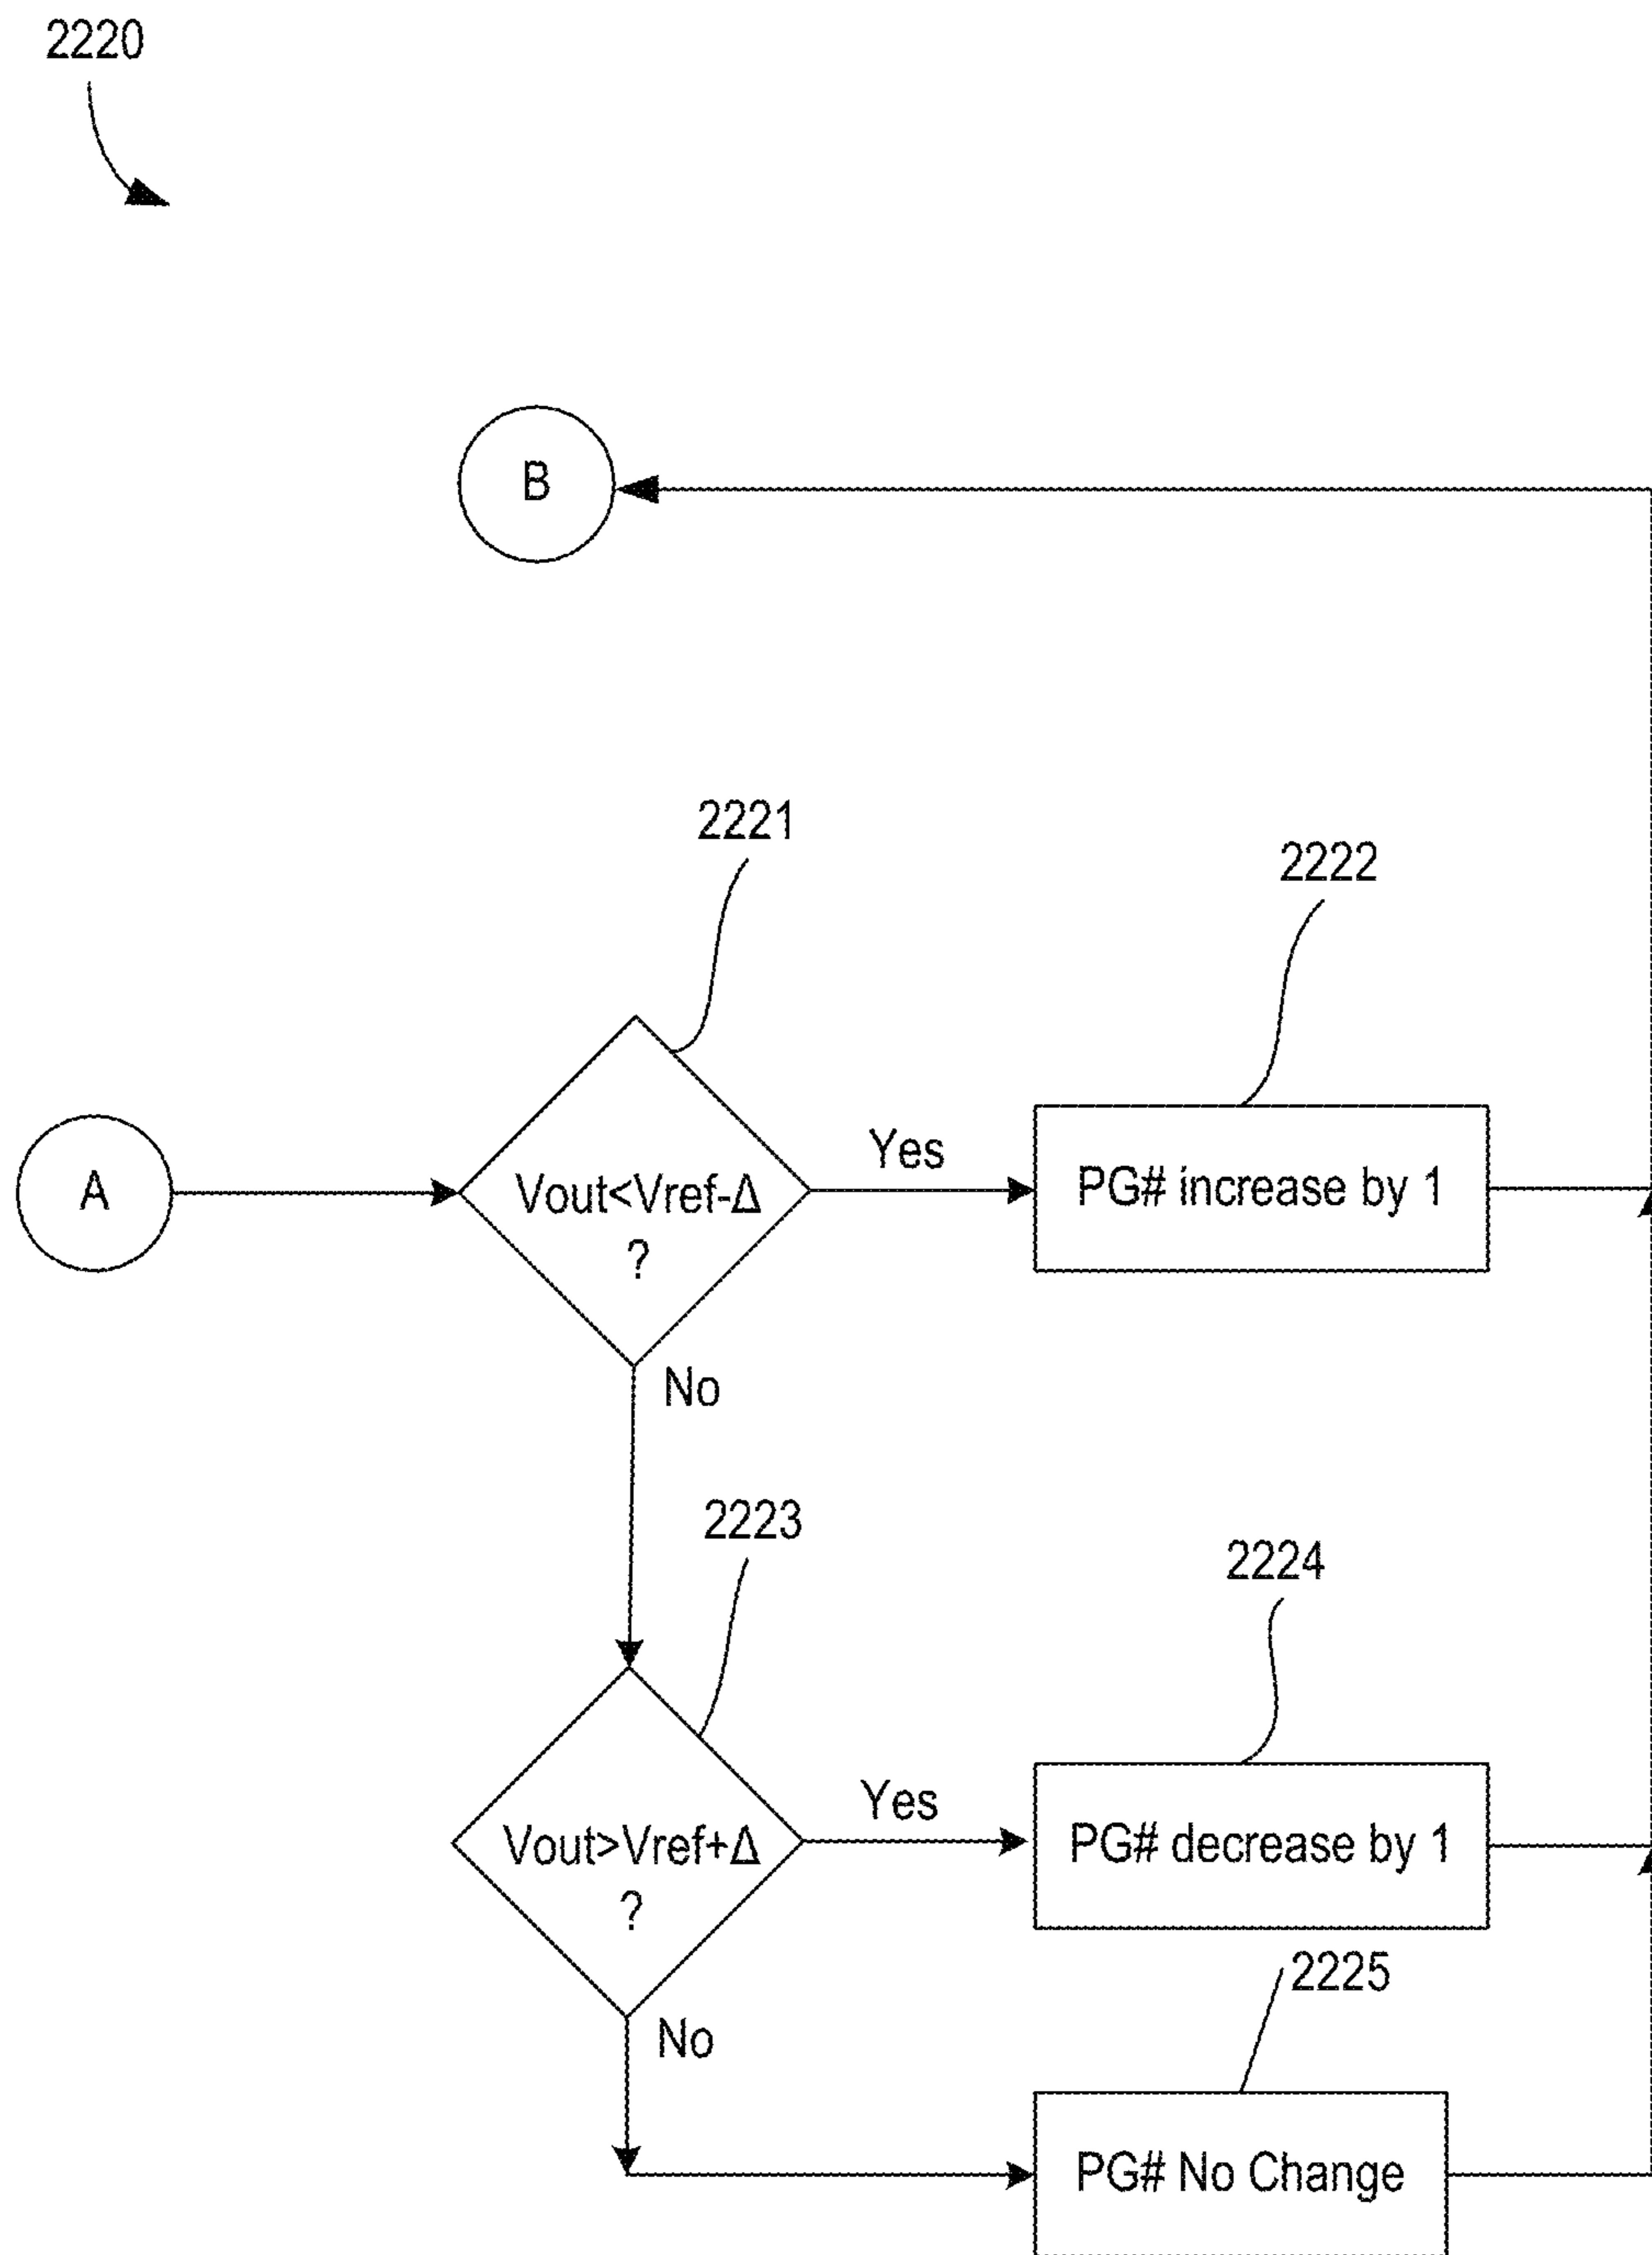 2220
B
2221
2222
A
Vout<Vref-Δ
?
Yes
PG# increase by 1
No
2223
2224
Vout>Vref+Δ
?
Yes
PG# decrease by 1
2225
No
PG# No Change